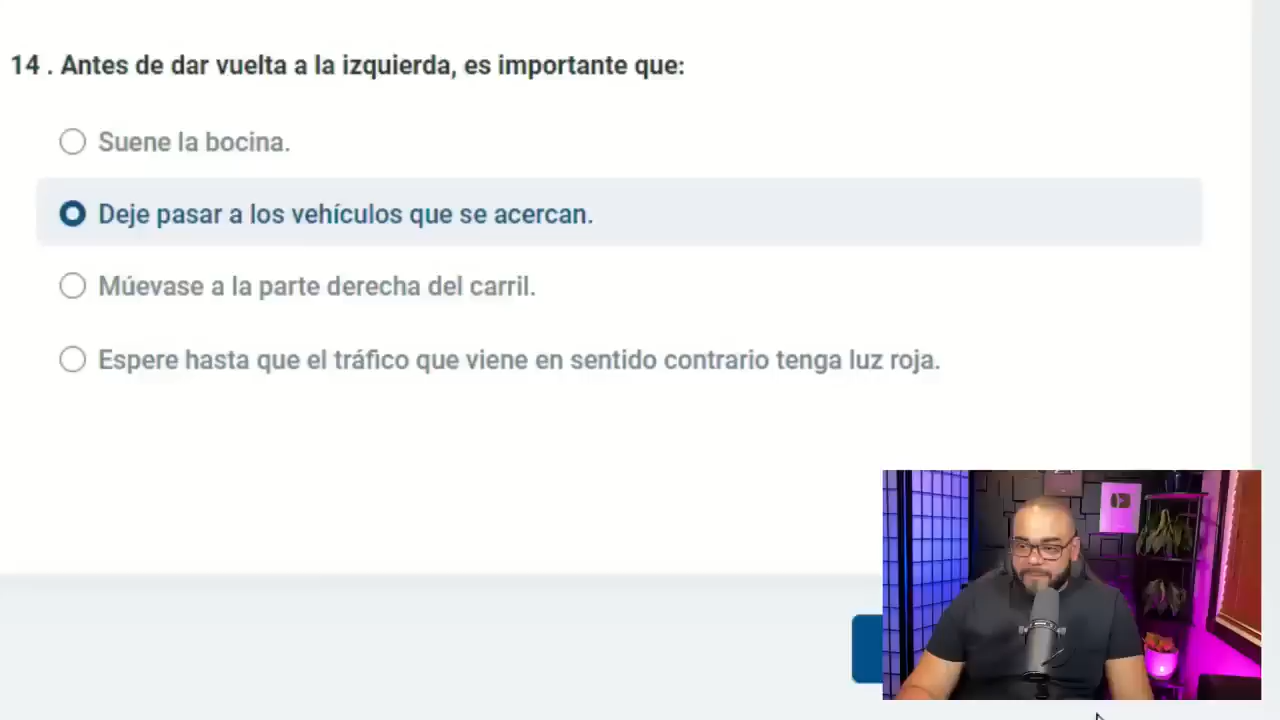 14 . Antes de dar vuelta a la izquierda, es importante que:
Suene la bocina.
Deje pasar a los vehículos que se acercan.
Múevase a la parte derecha del carril.
Espere hasta que el tráfico que viene en sentido contrario tenga luz roja.